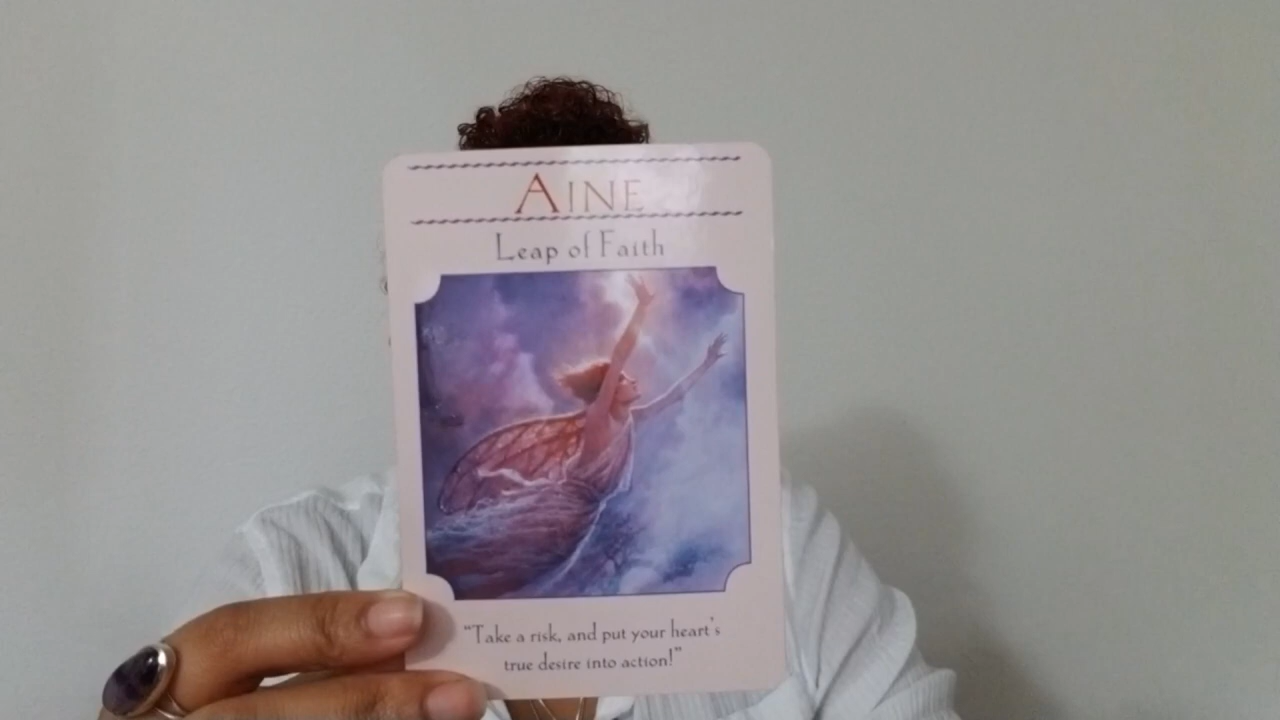 AINE
Leap of Faith
“Take a risk, and put your heart's
true desire into action!”